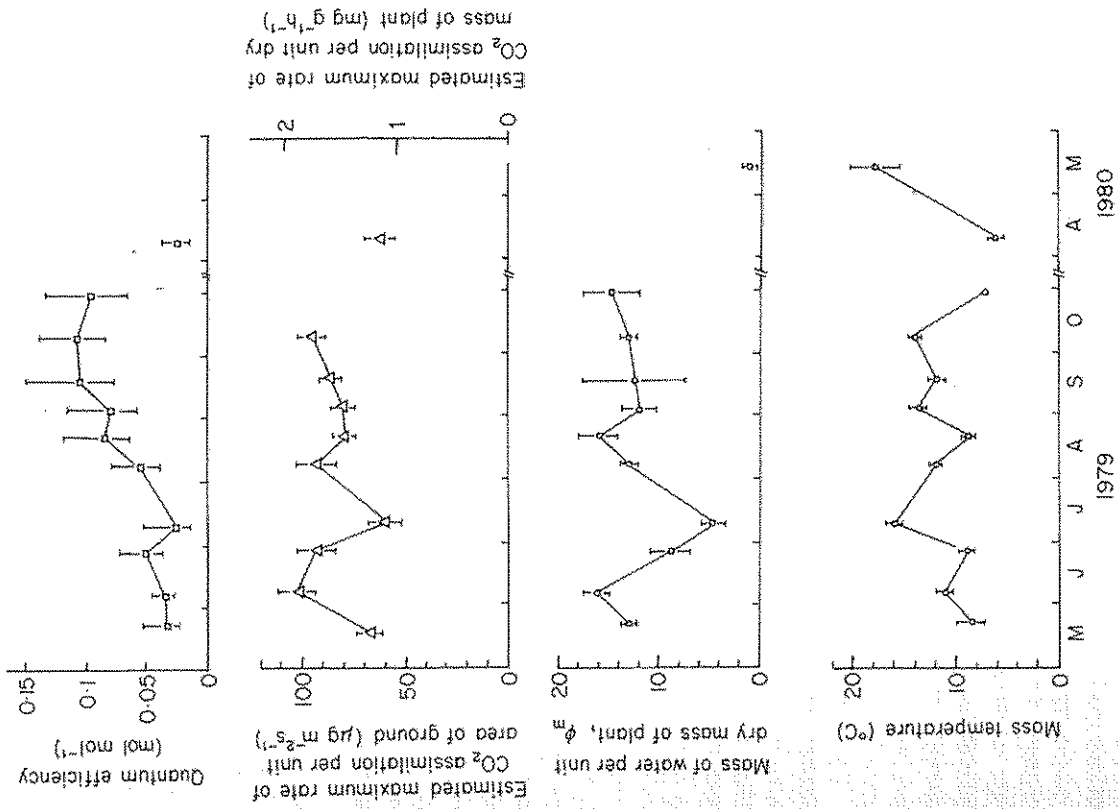 Quantum efficiency
(mol mol⁻¹)
0·15
0·1
0·05
0
Estimated maximum rate of
CO₂ assimilation per unit
area of ground (μg m⁻²s⁻¹)
100
50
0
Estimated maximum rate of
CO₂ assimilation per unit dry
mass of plant (mg g⁻¹h⁻¹)
2
1
0
Mass of water per unit
dry mass of plant, ϕₘ
20
10
0
Moss temperature (°C)
20
10
0
M J J A S O A M
1979 1980